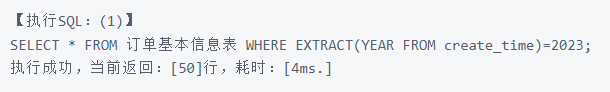 【执行SQL：(1)】
SELECT * FROM 订单基本信息表 WHERE EXTRACT(YEAR FROM create_time)=2023;
执行成功，当前返回：[50]行，耗时：[4ms.]